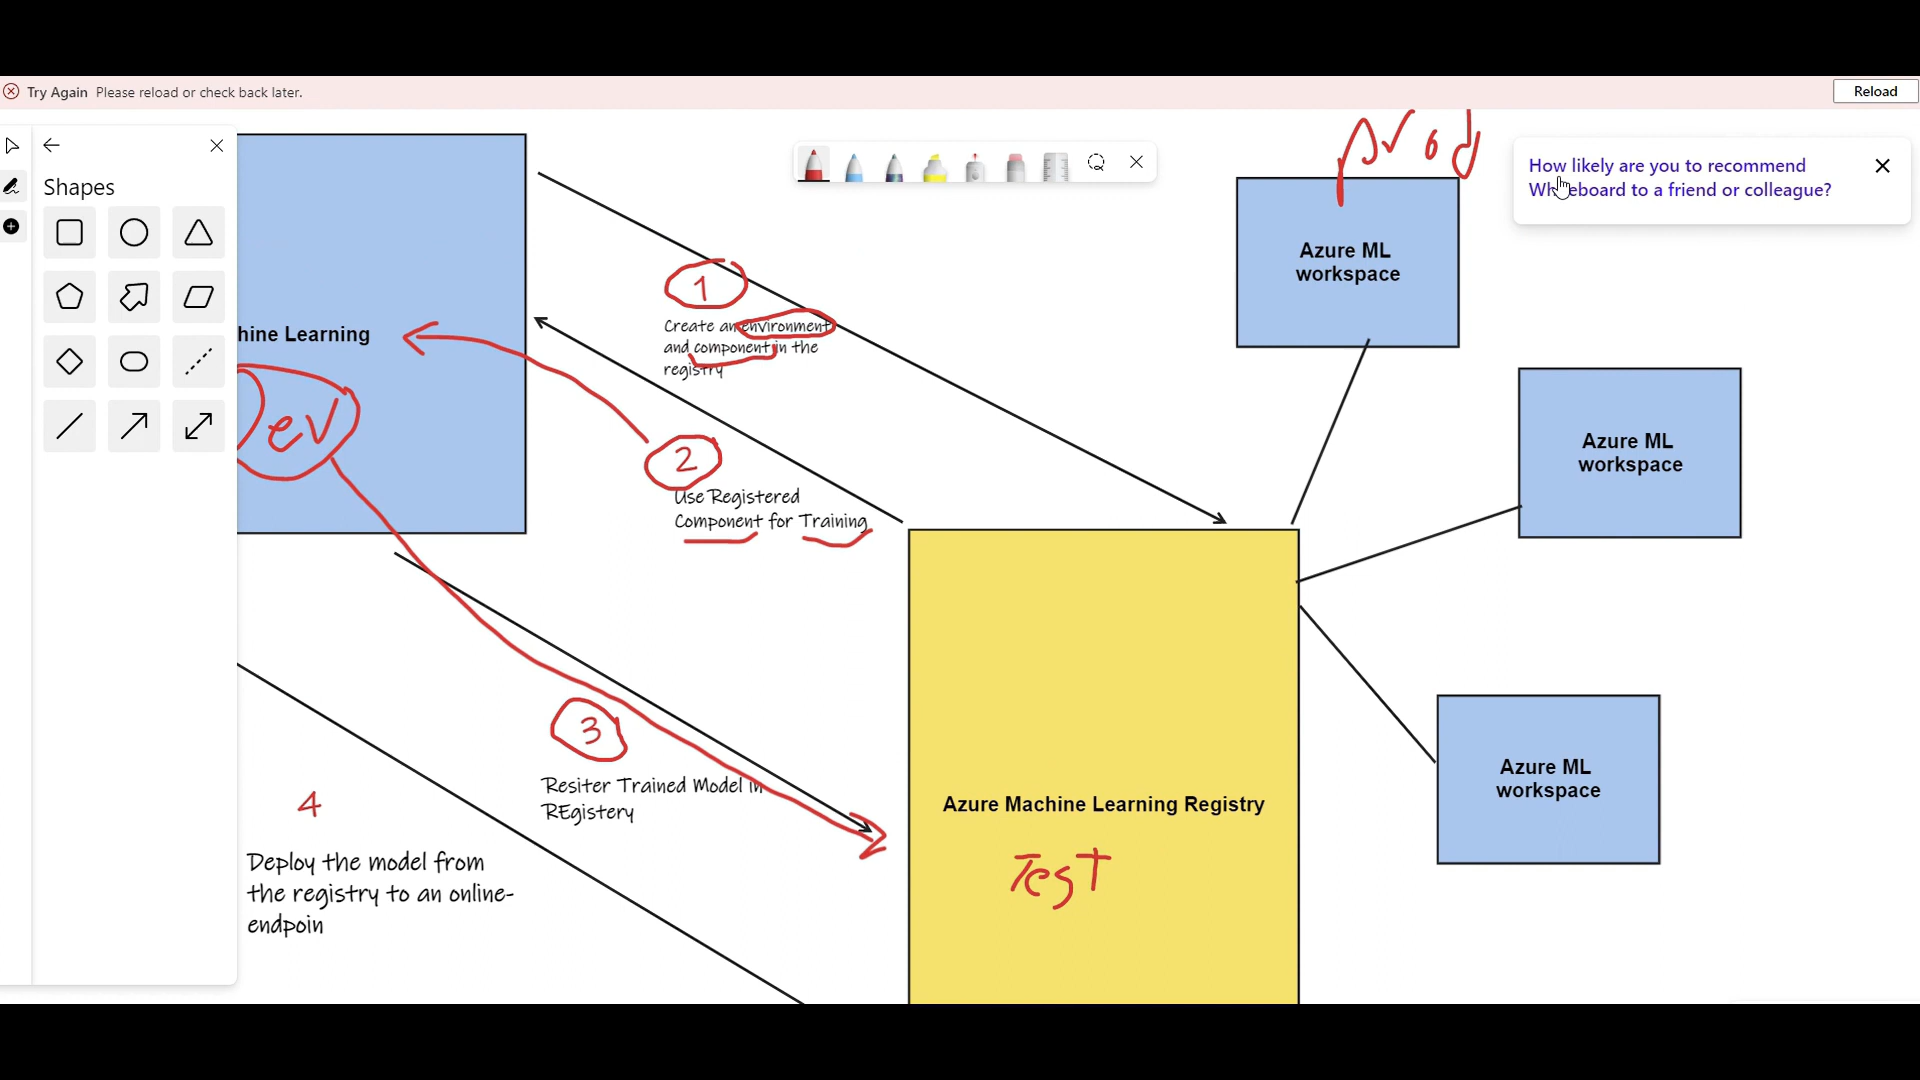 Try Again Please reload or check back later.
Reload
Shapes
How likely are you to recommend
Whiteboard to a friend or colleague?
prod
Azure ML
workspace
1
Create an environment
and component in the
registry
hine Learning
Dev
2
Use Registered
Component for Training
Azure ML
workspace
3
Resiter Trained Model in
REgistery
Azure ML
workspace
Azure Machine Learning Registry
Test
4
Deploy the model from
the registry to an online-
endpoin